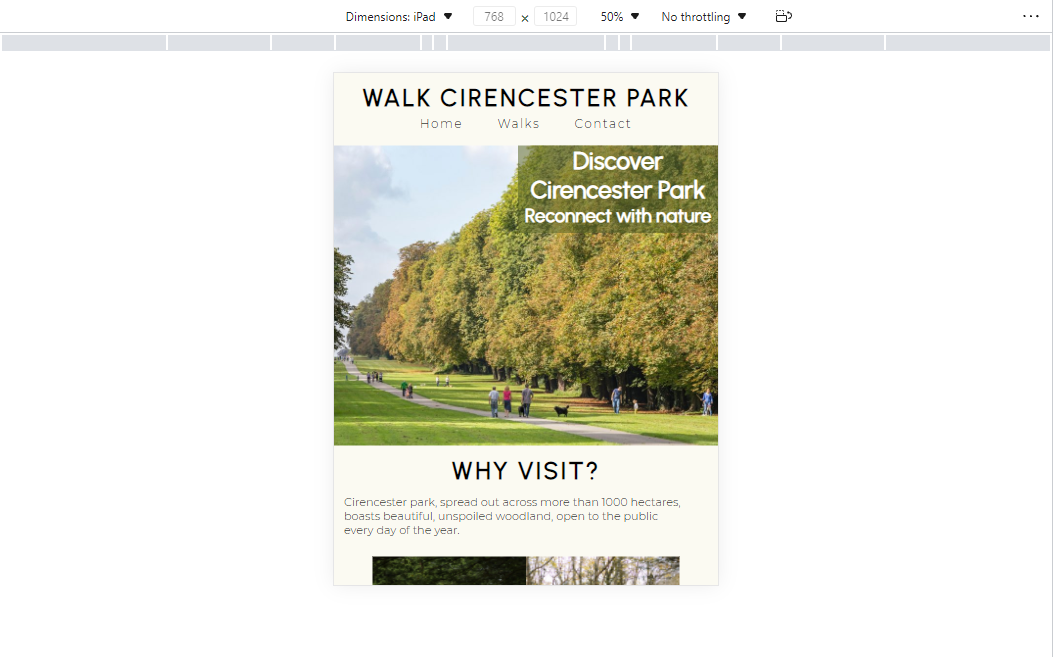 Dimensions: iPad 768 × 1024 50% No throttling
WALK CIRENCESTER PARK
Home Walks Contact
Discover
Cirencester Park
Reconnect with nature
WHY VISIT?
Cirencester park, spread out across more than 1000 hectares,
boasts beautiful, unspoiled woodland, open to the public
every day of the year.